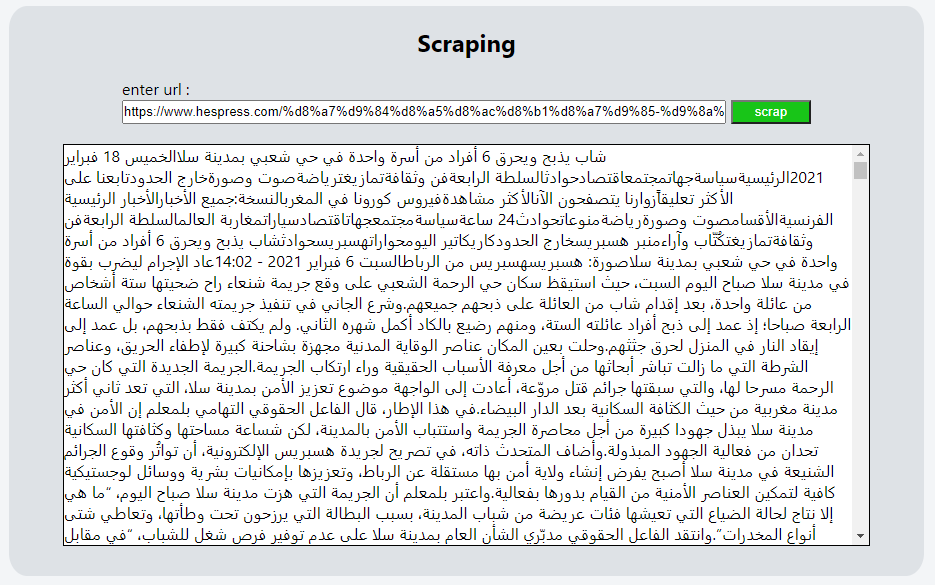 Scraping
enter url :
https://www.hespress.com/%d8%a7%d9%84%d8%a5%d8%ac%d8%b1%d8%a7%d9%85-%d9%8a%
scrap
شاب يذبح ويحرق 6 أفراد من أسرة واحدة في حي شعبي بمدينة سلاالخميس 18 فبراير
2021الرئيسيةسياسةجهاتمجتمعاقتصادحوادثالسلطة الرابعةفن وثقافةتمازيغتريرياضةصوت وصورةخارج الحدودتابعنا على
الأكثر تعليقاًزوارنا يتصفحون الآنالأكثر مشاهدةفيروس كورونا في المغربالنسخة:جميع الأخبارالأخبار الرئيسية
الفرنسيةالأقسامصوت وصورةرياضةمنوعاتحوادث24 ساعةسياسةمجتمعجهاتاقتصادسياراتمغاربة العالمالسلطة الرابعةفن
وثقافةتمازيغتكُتّاب وآراءمنبر هسبريسخارج الحدودكاريكاتير اليومحواراتهسبريسحوادثشاب يذبح ويحرق 6 أفراد من أسرة
واحدة في حي شعبي بمدينة سلاصورة: هسبريسهسبريس من الرباطالسبت 6 فبراير 2021 - 14:02عاد الإجرام ليضرب بقوة
في مدينة سلا صباح اليوم السبت، حيث استيقظ سكان حي الرحمة الشعبي على وقع جريمة شنعاء راح ضحيتها ستة أشخاص
من عائلة واحدة، بعد إقدام شاب من العائلة على ذبحهم جميعهم.وشرع الجاني في تنفيذ جريمته الشنعاء حوالي الساعة
الرابعة صباحا؛ إذ عمد إلى ذبح أفراد عائلته الستة، ومنهم رضيع بالكاد أكمل شهره الثاني. ولم يكتف فقط بذبحهم، بل عمد إلى
إيقاد النار في المنزل لحرق جثثهم.وحلت بعين المكان عناصر الوقاية المدنية مجهزة بشاحنة كبيرة لإطفاء الحريق، وعناصر
الشرطة التي ما زالت تباشر أبحاثها من أجل معرفة الأسباب الحقيقية وراء ارتكاب الجريمة.الجريمة الجديدة التي كان حي
الرحمة مسرحا لها، والتي سبقتها جرائم قتل مروّعة، أعادت إلى الواجهة موضوع تعزيز الأمن بمدينة سلا، التي تعد ثاني أكثر
مدينة مغربية من حيث الكثافة السكانية بعد الدار البيضاء.في هذا الإطار، قال الفاعل الحقوقي التهامي بلمعلم إن الأمن في
مدينة سلا يبذل جهودا كبيرة من أجل محاصرة الجريمة واستتباب الأمن بالمدينة، لكن شساعة مساحتها وكثافتها السكانية
تحدان من فعالية الجهود المبذولة.وأضاف المتحدث ذاته، في تصريح لجريدة هسبريس الإلكترونية، أن تواتُر وقوع الجرائم
الشنيعة في مدينة سلا أصبح يفرض إنشاء ولاية أمن بها مستقلة عن الرباط، وتعزيزها بإمكانيات بشرية ووسائل لوجستيكية
كافية لتمكين العناصر الأمنية من القيام بدورها بفعالية.واعتبر بلمعلم أن الجريمة التي هزت مدينة سلا صباح اليوم، “ما هي
إلا نتاج لحالة الضياع التي تعيشها فئات عريضة من شباب المدينة، بسبب البطالة التي يرزحون تحت وطأتها، وتعاطي شتى
أنواع المخدرات”.وانتقد الفاعل الحقوقي مدبّري الشأن العام بمدينة سلا على عدم توفير فرص شغل للشباب، “في مقابل